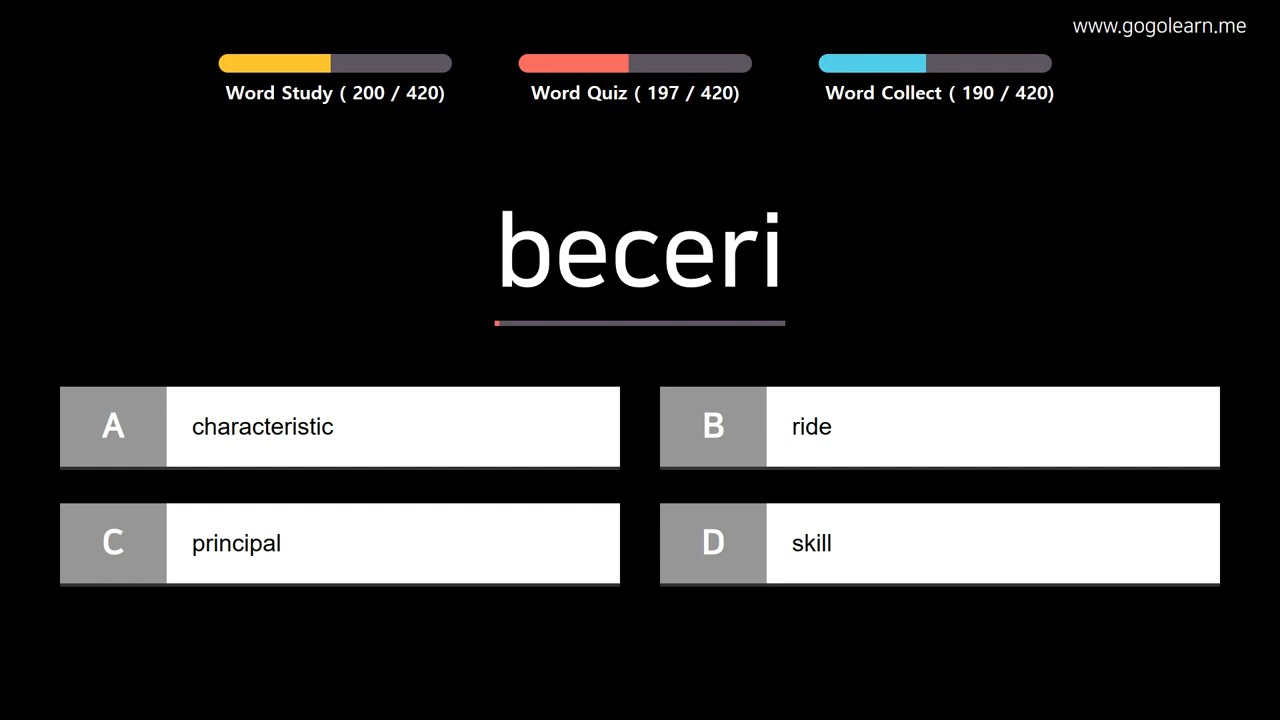 www.gogolearn.me
Word Study ( 200 / 420)
Word Quiz ( 197 / 420)
Word Collect ( 190 / 420)
beceri
A characteristic
B ride
C principal
D skill